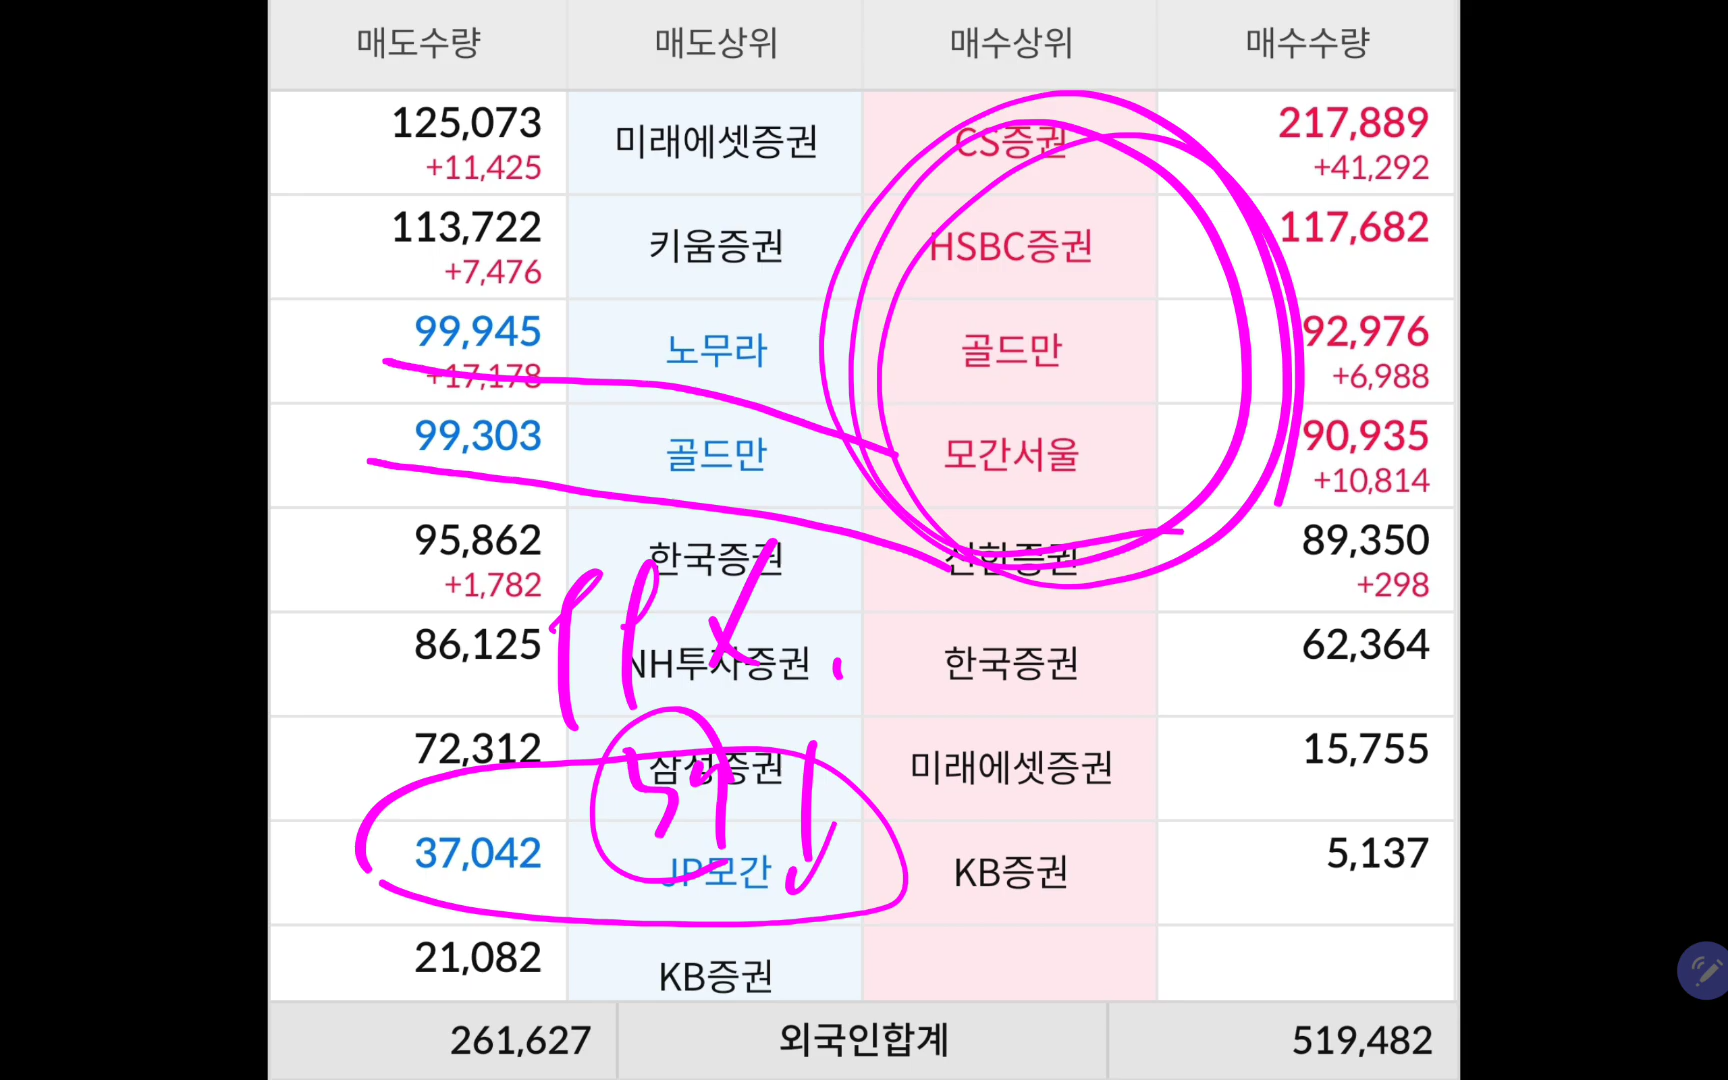 매도수량 매도상위 매수상위 매수수량
125,073 미래에셋증권 CS증권 217,889
+11,425 +41,292
113,722 키움증권 HSBC증권 117,682
+7,476
99,945 노무라 골드만 92,976
+17,178 +6,988
99,303 골드만 모간서울 90,935
+10,814
95,862 한국증권 신한증권 89,350
+1,782 +298
86,125 NH투자증권 한국증권 62,364
72,312 삼성증권 미래에셋증권 15,755
37,042 JP모간 KB증권 5,137
21,082 KB증권
261,627 외국인합계 519,482